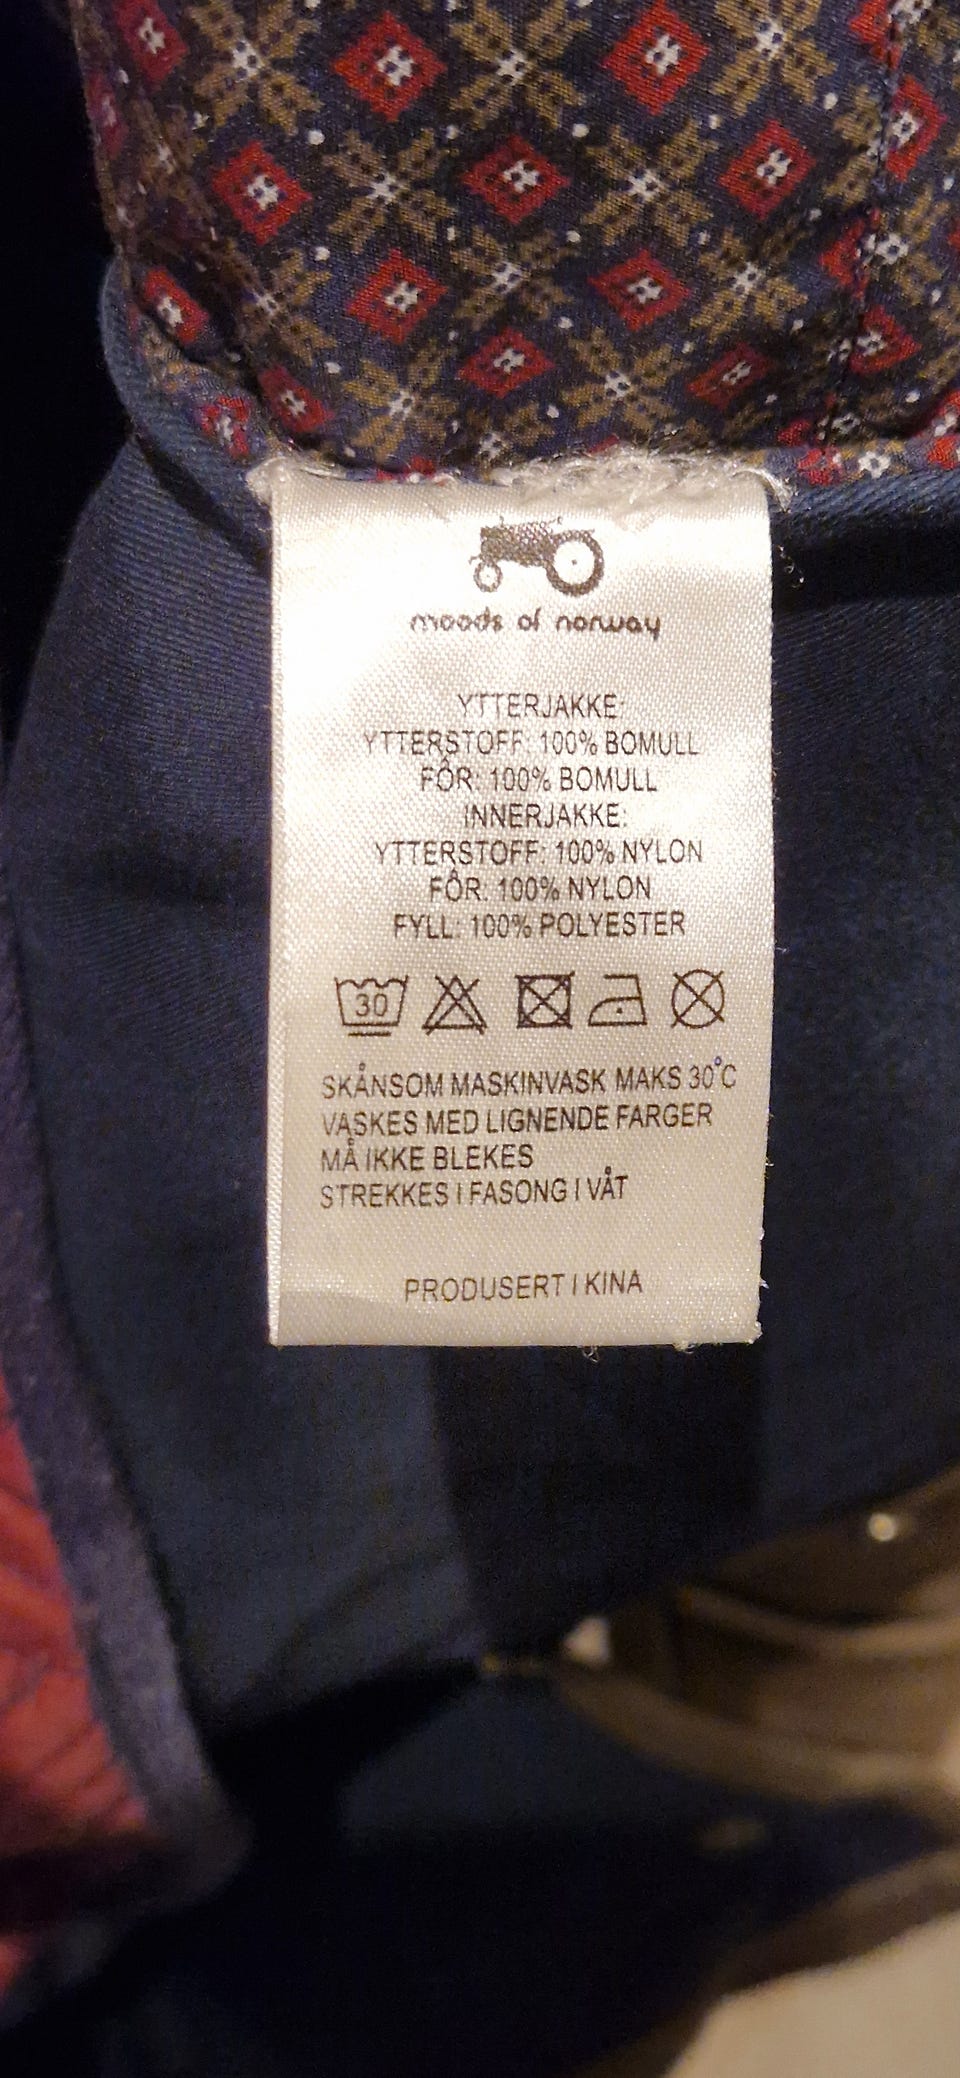 moods of norway
YTTERJAKKE:
YTTERSTOFF: 100% BOMULL
FÔR: 100% BOMULL
INNERJAKKE:
YTTERSTOFF: 100% NYLON
FÔR: 100% NYLON
FYLL: 100% POLYESTER
30
SKÅNSOM MASKINVASK MAKS 30°C
VASKES MED LIGNENDE FARGER
MÅ IKKE BLEKES
STREKKES I FASONG I VÅT
PRODUSERT I KINA